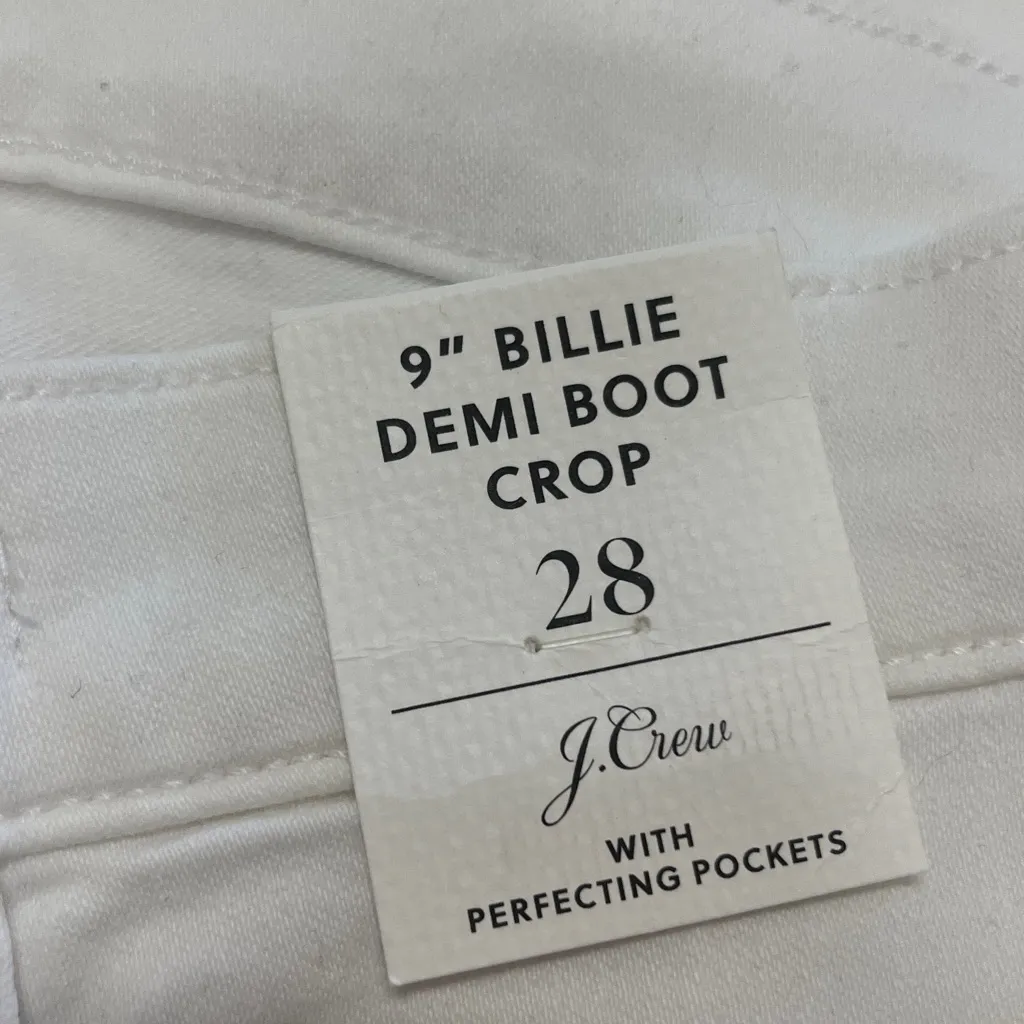 9" BILLIE
DEMI BOOT
CROP
28
J.Crew
WITH
PERFECTING POCKETS